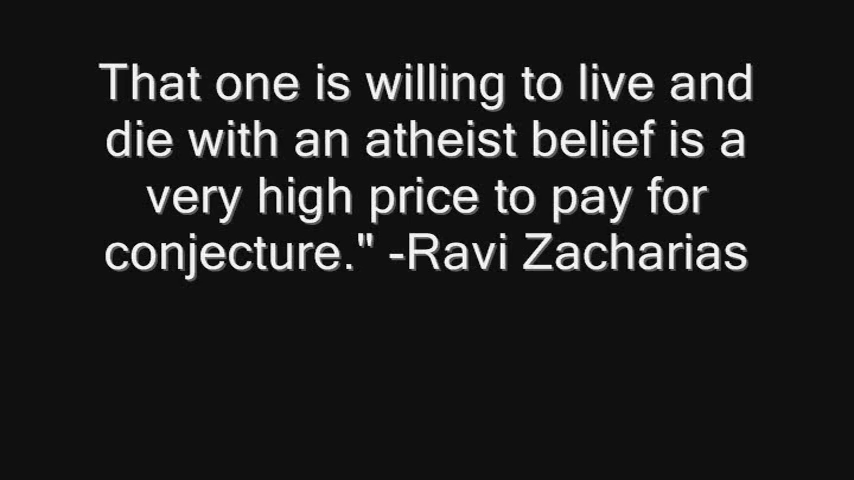 That one is willing to live and
die with an atheist belief is a
very high price to pay for
conjecture." -Ravi Zacharias